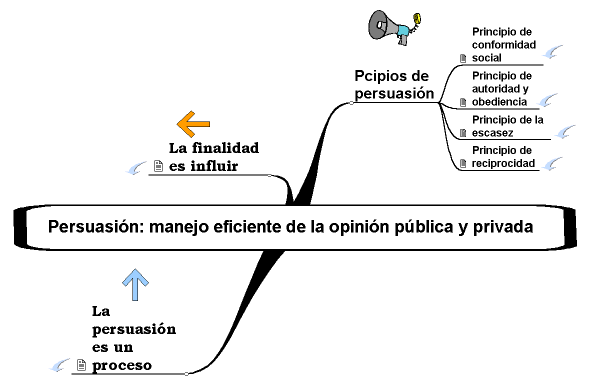 Pcipios de
persuasión
Principio de
conformidad
social
Principio de
autoridad y
obediencia
Principio de la
escasez
Principio de
reciprocidad
La finalidad
es influir
Persuasión: manejo eficiente de la opinión pública y privada
La
persuasión
es un
proceso